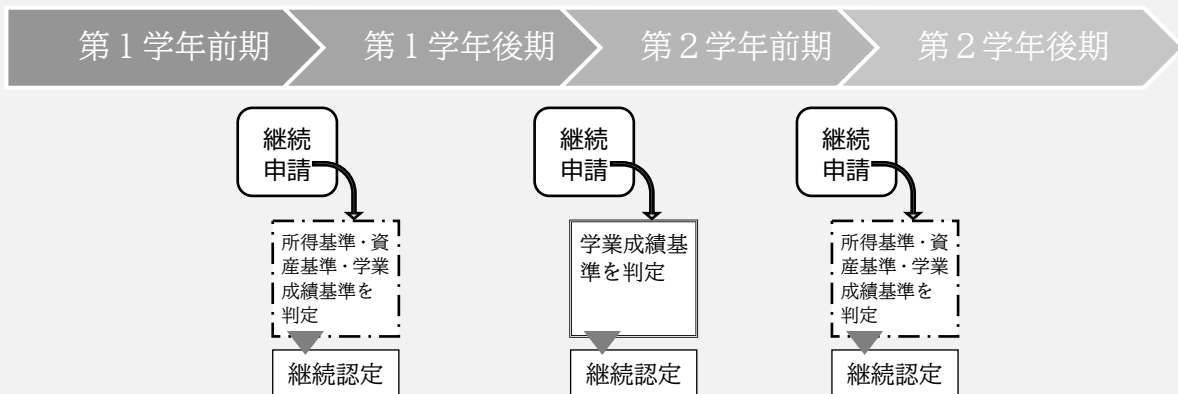 第１学年前期
第１学年後期
第２学年前期
第２学年後期
継続
申請
継続
申請
継続
申請
所得基準・資
産基準・学業
成績基準を
判定
学業成績基
準を判定
所得基準・資
産基準・学業
成績基準を
判定
継続認定
継続認定
継続認定